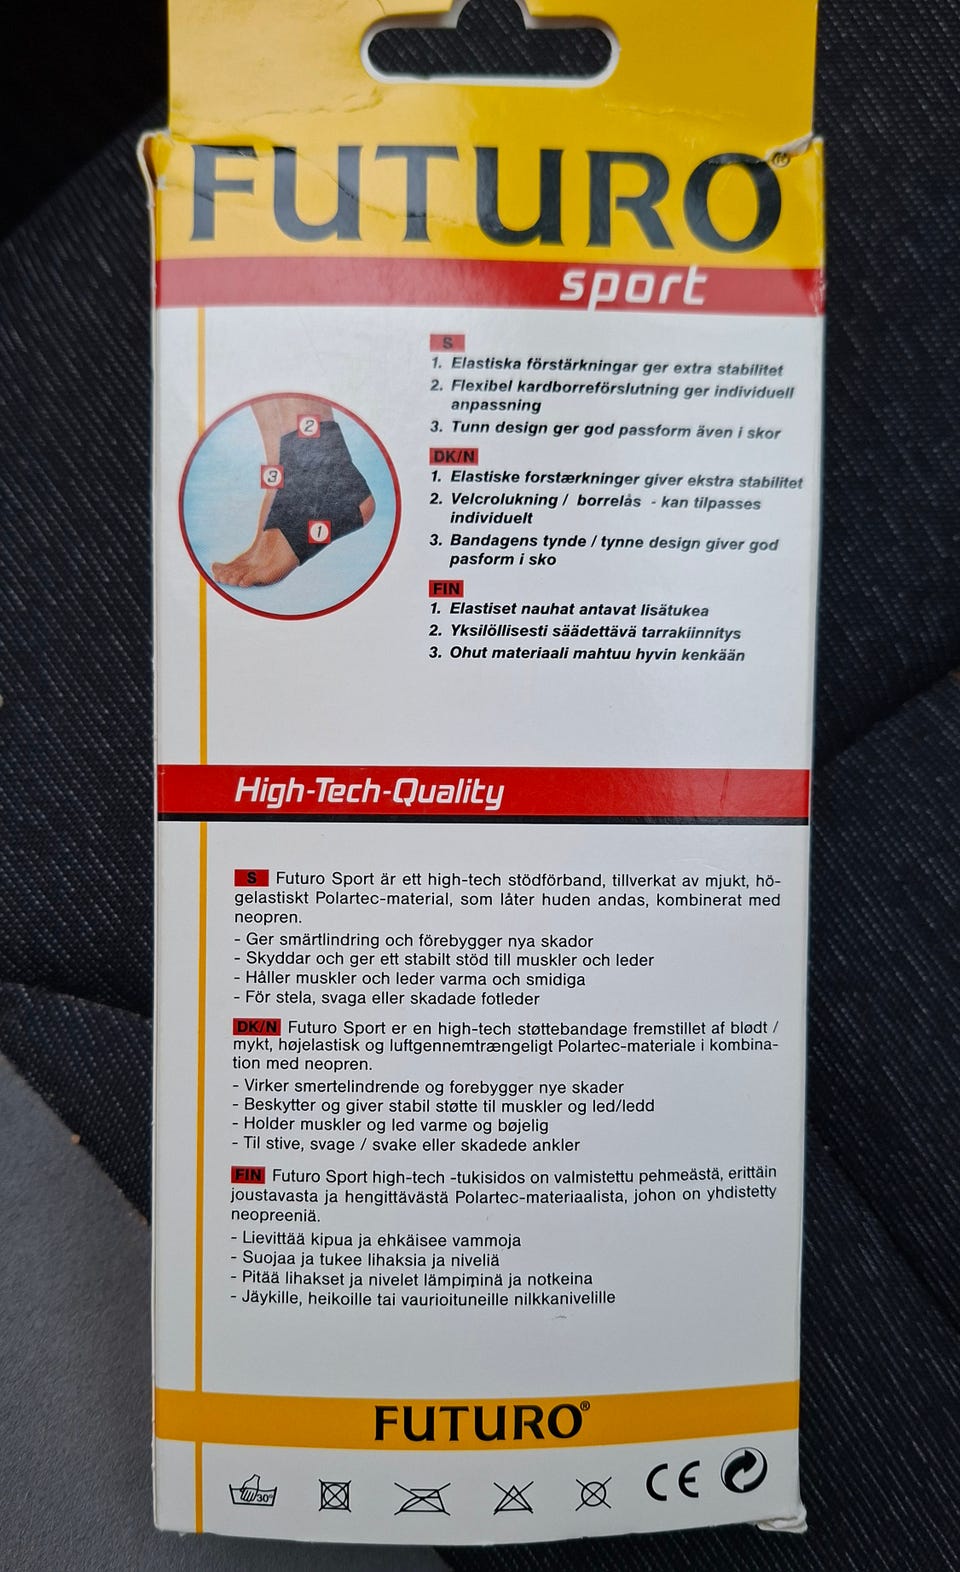 FUTURO®
sport
S
1. Elastiska förstärkningar ger extra stabilitet
2. Flexibel kardborreförslutning ger individuell
anpassning
3. Tunn design ger god passform även i skor
DK/N
1. Elastiske forstærkninger giver ekstra stabilitet
2. Velcrolukning / borrelås - kan tilpasses
individuelt
3. Bandagens tynde / tynne design giver god
pasform i sko
FIN
1. Elastiset nauhat antavat lisätukea
2. Yksilöllisesti säädettävä tarrakiinnitys
3. Ohut materiaali mahtuu hyvin kenkään
2
3
1
High-Tech-Quality
S Futuro Sport är ett high-tech stödförband, tillverkat av mjukt, hö-
gelastiskt Polartec-material, som låter huden andas, kombinerat med
neopren.
- Ger smärtlindring och förebygger nya skador
- Skyddar och ger ett stabilt stöd till muskler och leder
- Håller muskler och leder varma och smidiga
- För stela, svaga eller skadade fotleder
DK/N Futuro Sport er en high-tech støttebandage fremstillet af blødt /
mykt, højelastisk og luftgennemtrængeligt Polartec-materiale i kombina-
tion med neopren.
- Virker smertelindrende og forebygger nye skader
- Beskytter og giver stabil støtte til muskler og led/ledd
- Holder muskler og led varme og bøjelig
- Til stive, svage / svake eller skadede ankler
FIN Futuro Sport high-tech -tukisidos on valmistettu pehmeästä, erittäin
joustavasta ja hengittävästä Polartec-materiaalista, johon on yhdistetty
neopreeniä.
- Lievittää kipua ja ehkäisee vammoja
- Suojaa ja tukee lihaksia ja niveliä
- Pitää lihakset ja nivelet lämpiminä ja notkeina
- Jäykille, heikoille tai vaurioituneille nilkkanivelille
FUTURO®
30° CE